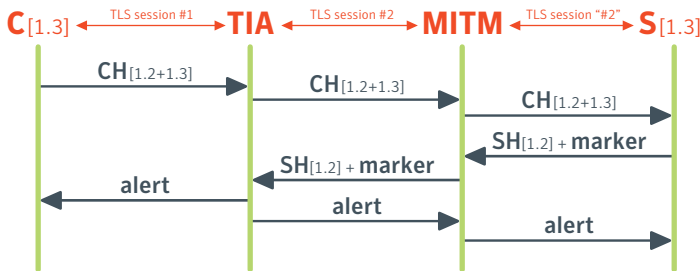 C[1.3] TLS session #1 TIA TLS session #2 MITM TLS session “#2” S[1.3]
CH[1.2+1.3]
CH[1.2+1.3]
CH[1.2+1.3]
SH[1.2] + marker
SH[1.2] + marker
alert
alert
alert